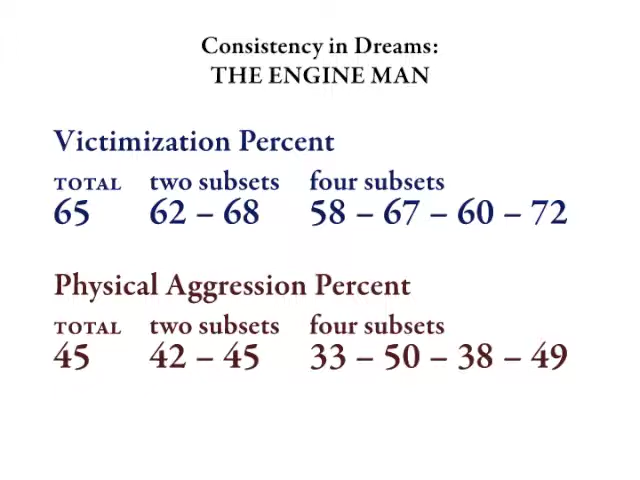 Consistency in Dreams:
THE ENGINE MAN
Victimization Percent
TOTAL two subsets four subsets
65 62 – 68 58 – 67 – 60 – 72
Physical Aggression Percent
TOTAL two subsets four subsets
45 42 – 45 33 – 50 – 38 – 49